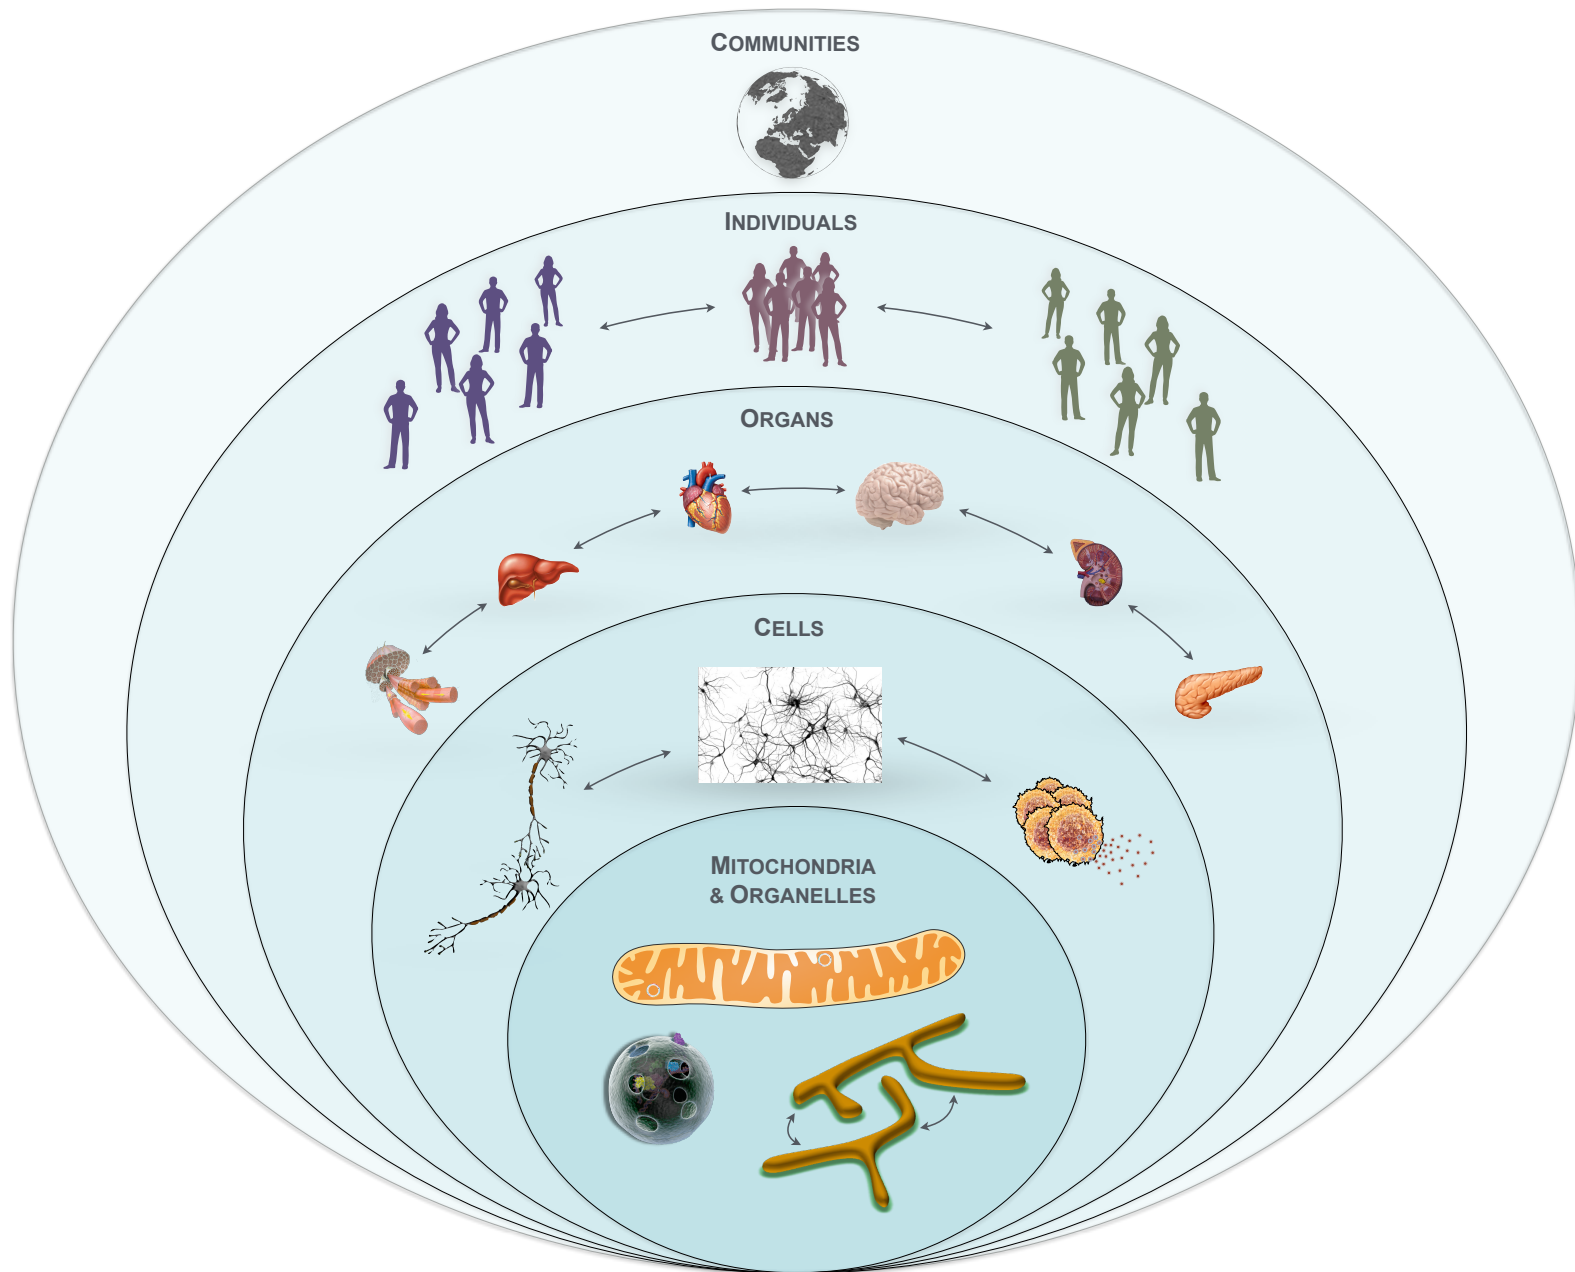 COMMUNITIES
INDIVIDUALS
ORGANS
CELLS
MITOCHONDRIA
& ORGANELLES